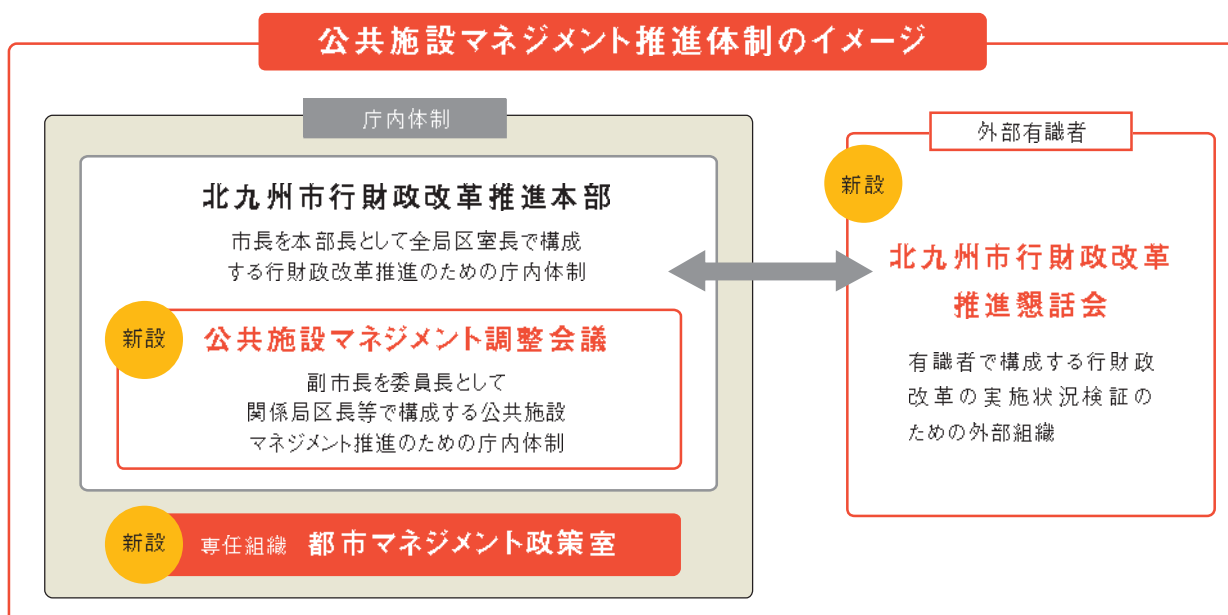 公共施設マネジメント推進体制のイメージ
庁内体制
北九州市行財政改革推進本部
市長を本部長として全局区室長で構成
する行財政改革推進のための庁内体制
新設
公共施設マネジメント調整会議
副市長を委員長として
関係局区長等で構成する公共施設
マネジメント推進のための庁内体制
新設
専任組織 都市マネジメント政策室
外部有識者
新設
北九州市行財政改革
推進懇話会
有識者で構成する行財政
改革の実施状況検証の
ための外部組織